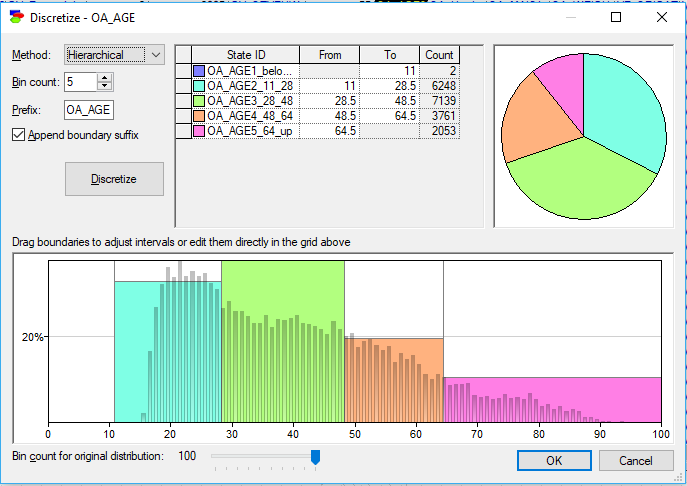 Discretize - OA_AGE
Method: Hierarchical
Bin count: 5
Prefix: OA_AGE
Append boundary suffix
Discretize
State ID From To Count
OA_AGE1_belo... 11 2
OA_AGE2_11_28 11 28.5 6248
OA_AGE3_28_48 28.5 48.5 7139
OA_AGE4_48_64 48.5 64.5 3761
OA_AGE5_64_up 64.5 2053
Drag boundaries to adjust intervals or edit them directly in the grid above
20%
0 10 20 30 40 50 60 70 80 90 100
Bin count for original distribution: 100
OK Cancel